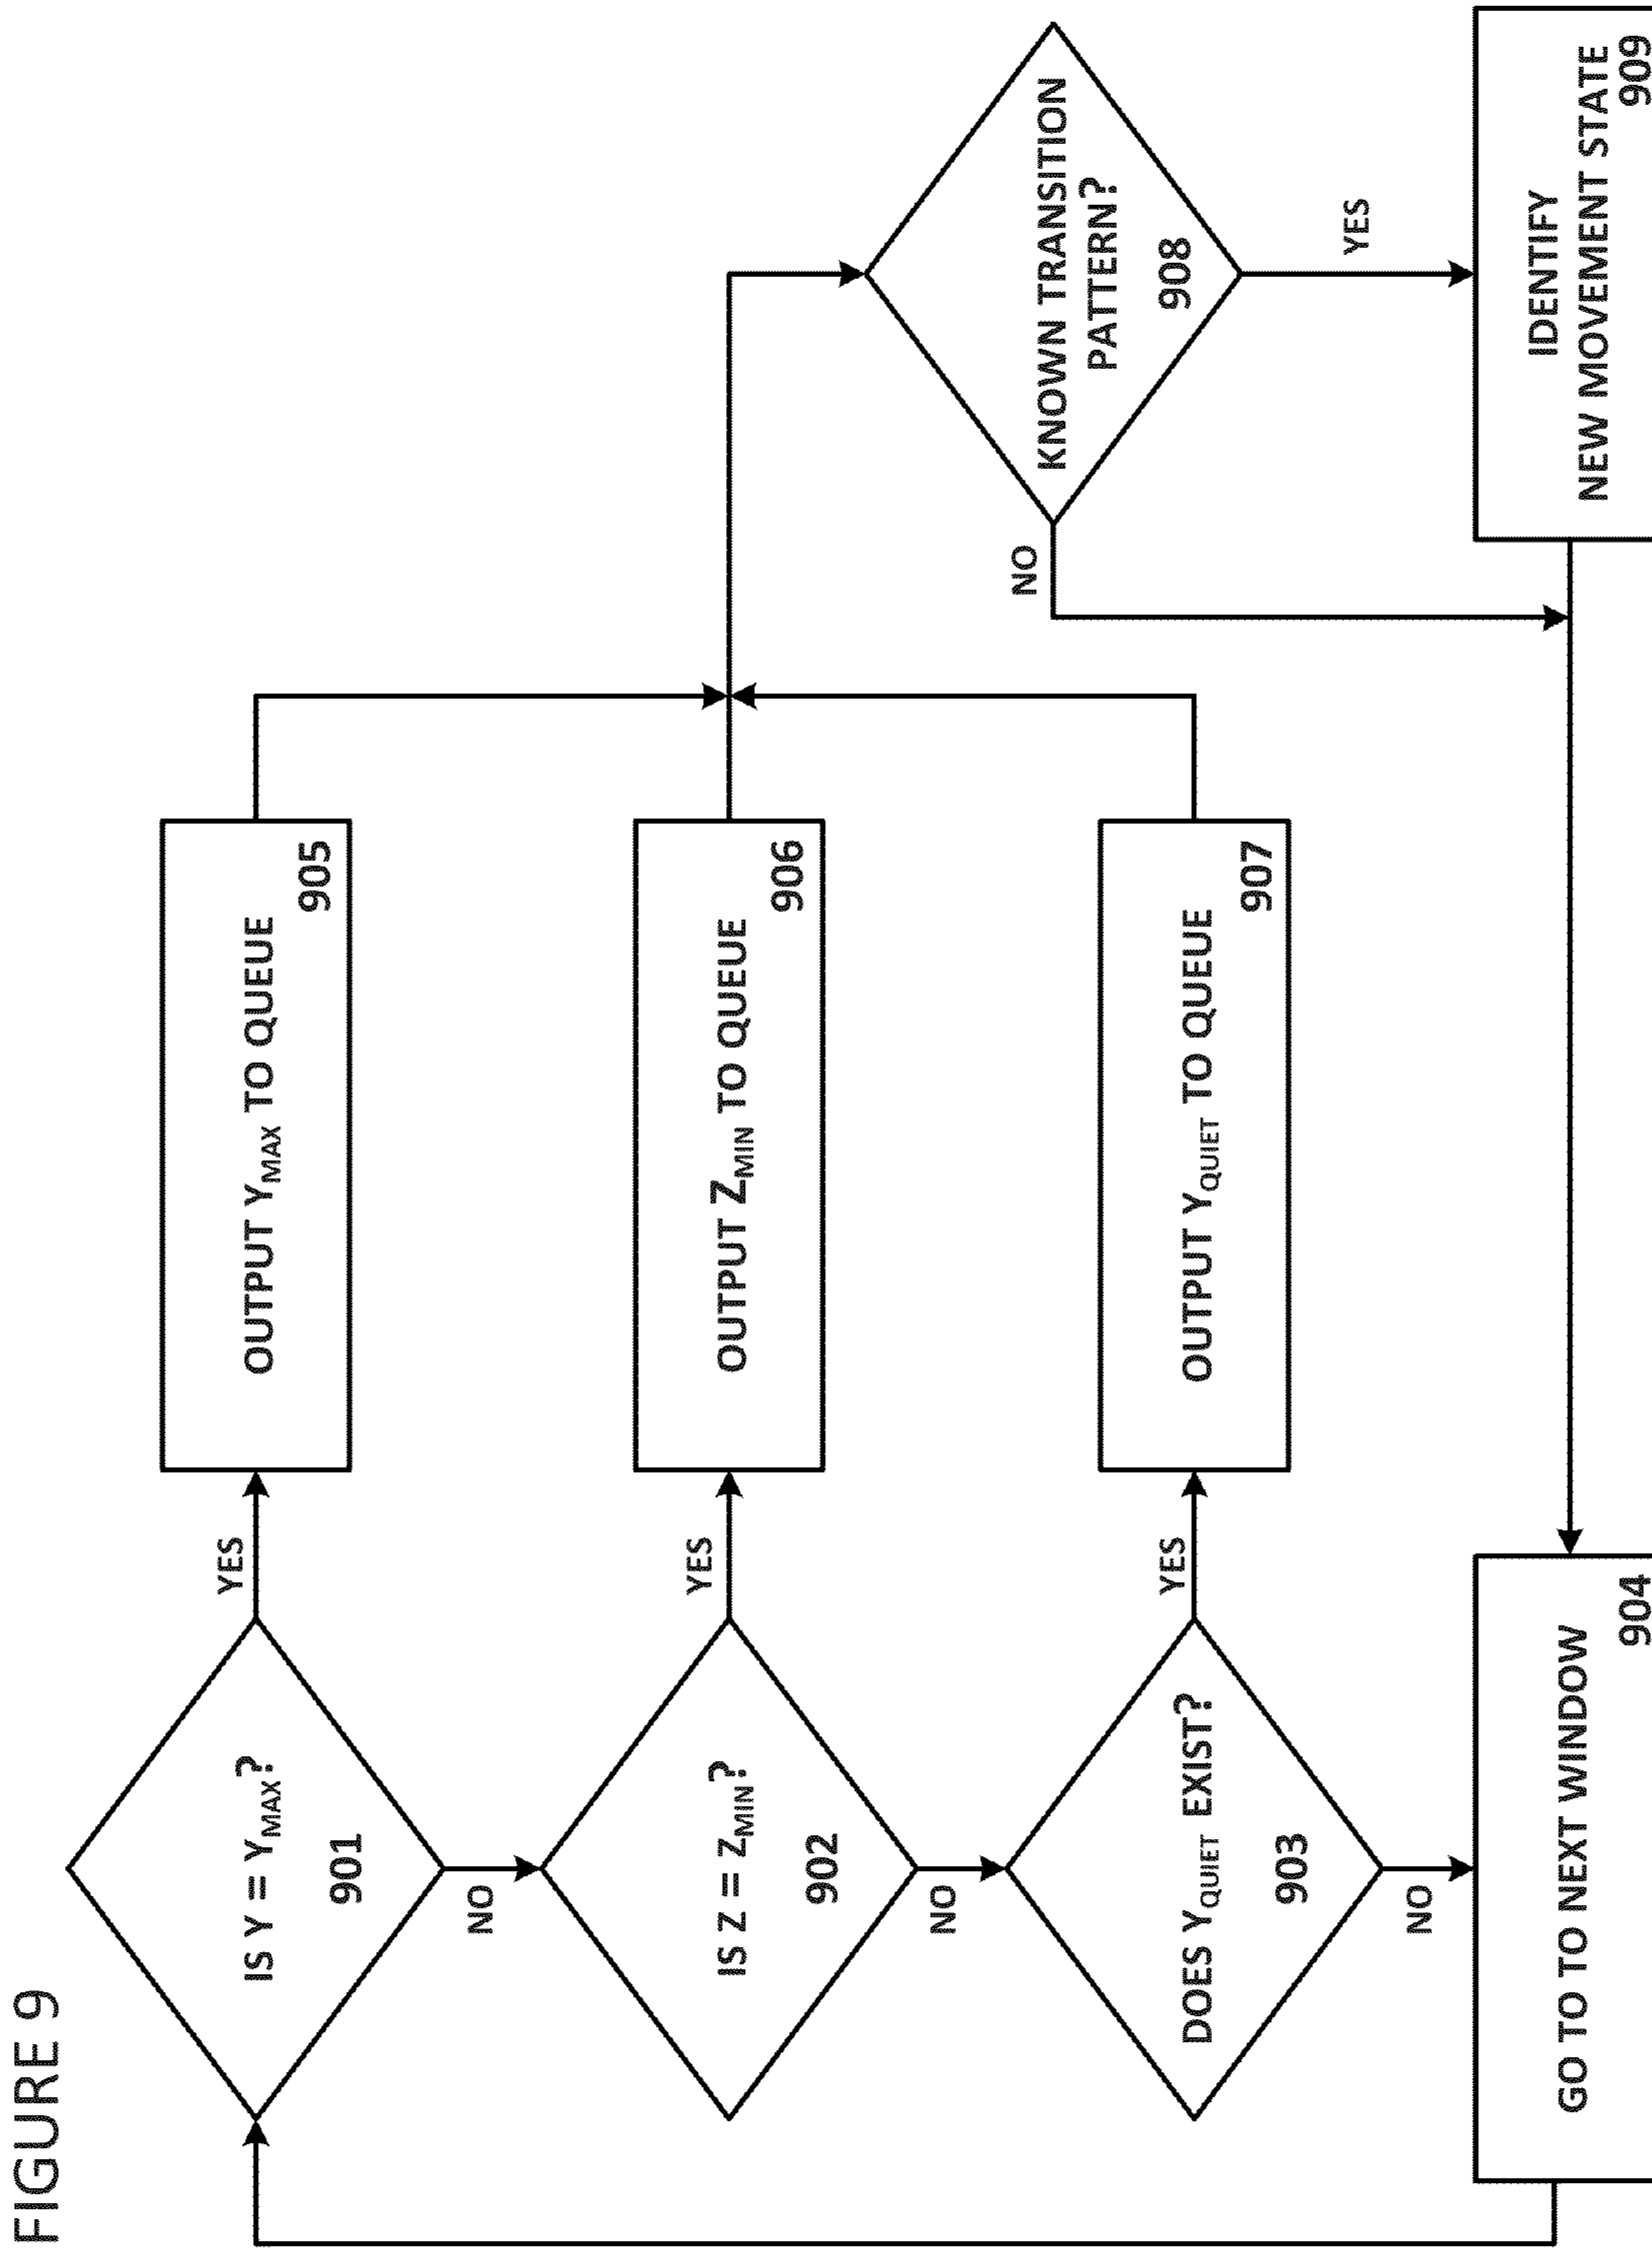 FIGURE 9
IS Y = YMAX?
901
YES
OUTPUT YMAX TO QUEUE
905
NO
IS Z = ZMIN?
902
YES
OUTPUT ZMIN TO QUEUE
906
NO
DOES YQUIET EXIST?
903
YES
OUTPUT YQUIET TO QUEUE
907
NO
GO TO TO NEXT WINDOW
904
KNOWN TRANSITION
PATTERN?
908
NO
YES
IDENTIFY
NEW MOVEMENT STATE
909